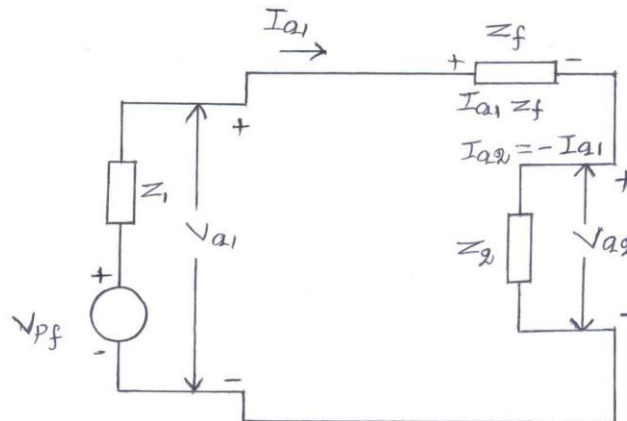 Ia1
+ Zf -
Ia1 Zf
+
Ia2 = -Ia1
+
Z1
Va1
Z2
Va2
+
Vpf
-
-
-